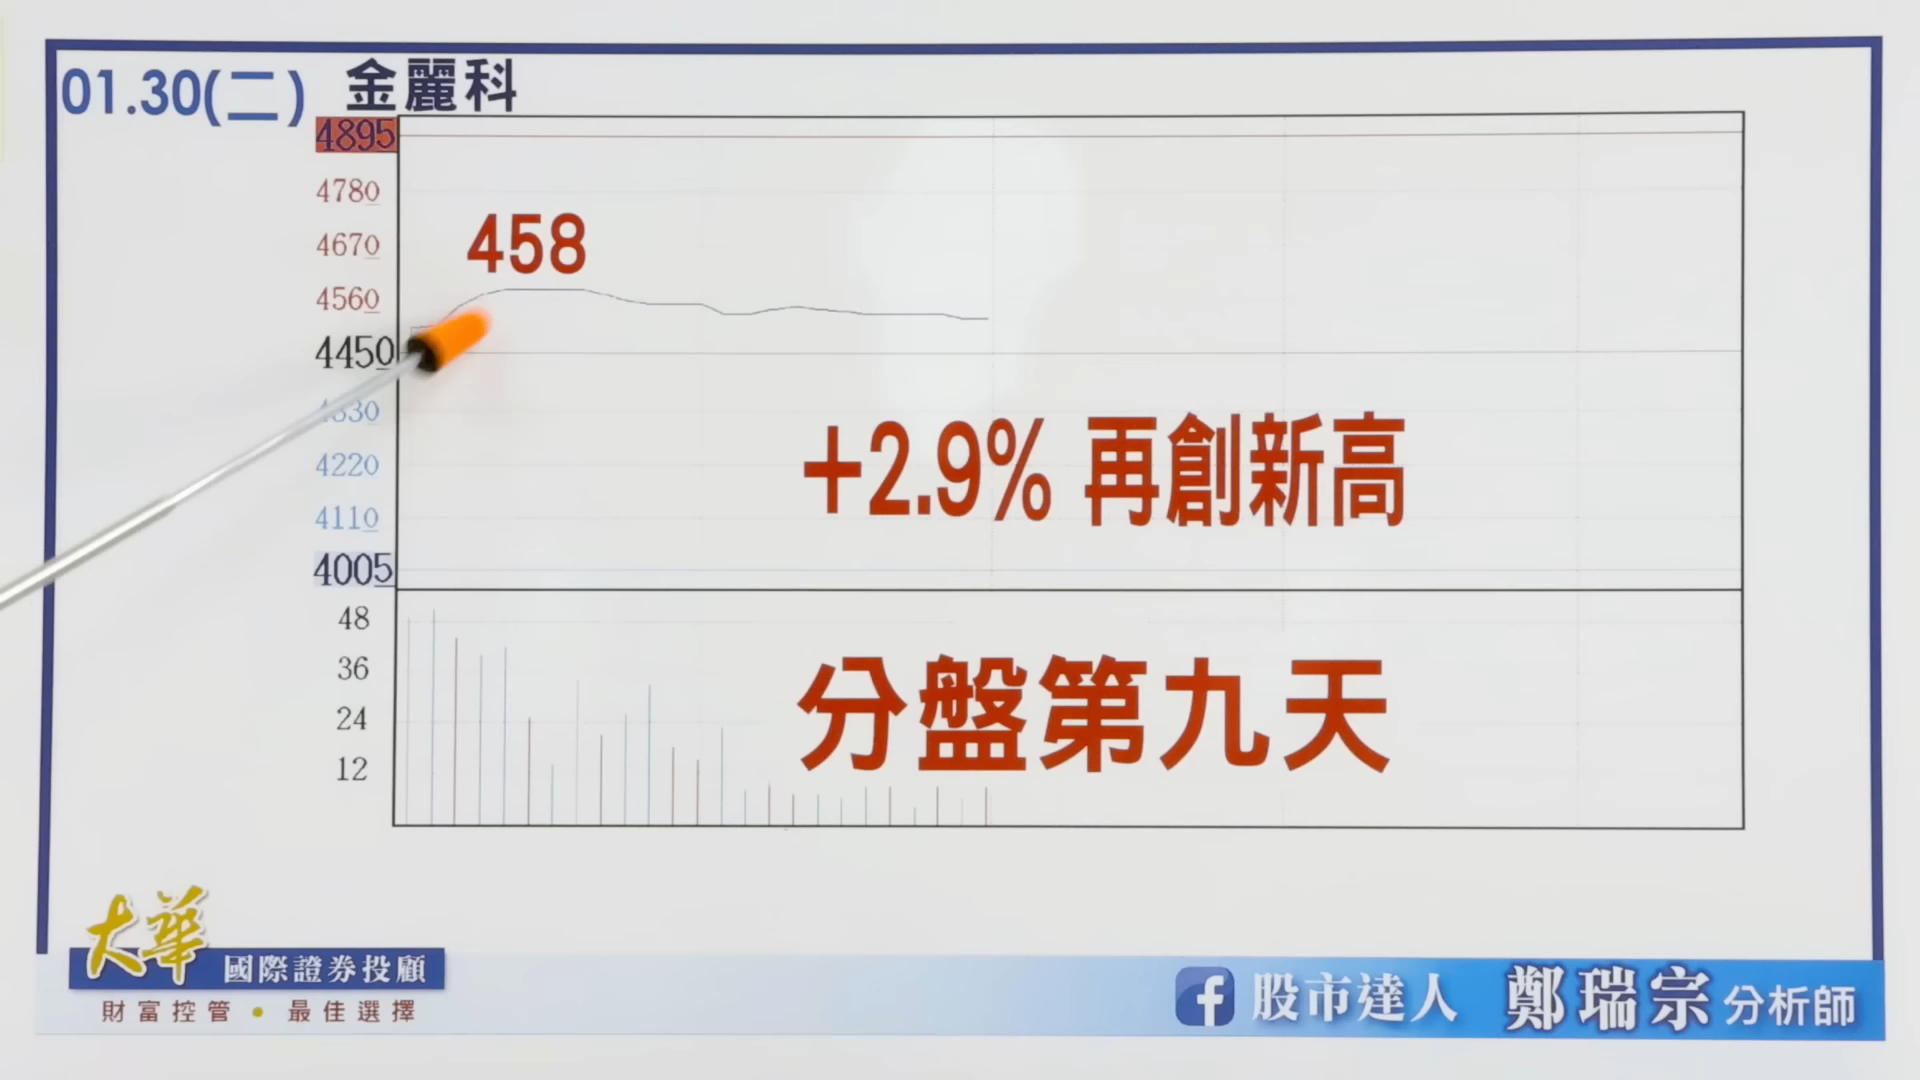 01.30(二) 金麗科
4895
4780
4670
458
4560
4450
4330
4220
+2.9% 再創新高
4110
4005
48
36
分盤第九天
24
12
大華
國際證券投顧
財富控管・最佳選擇
f 股市達人 鄭瑞宗 分析師